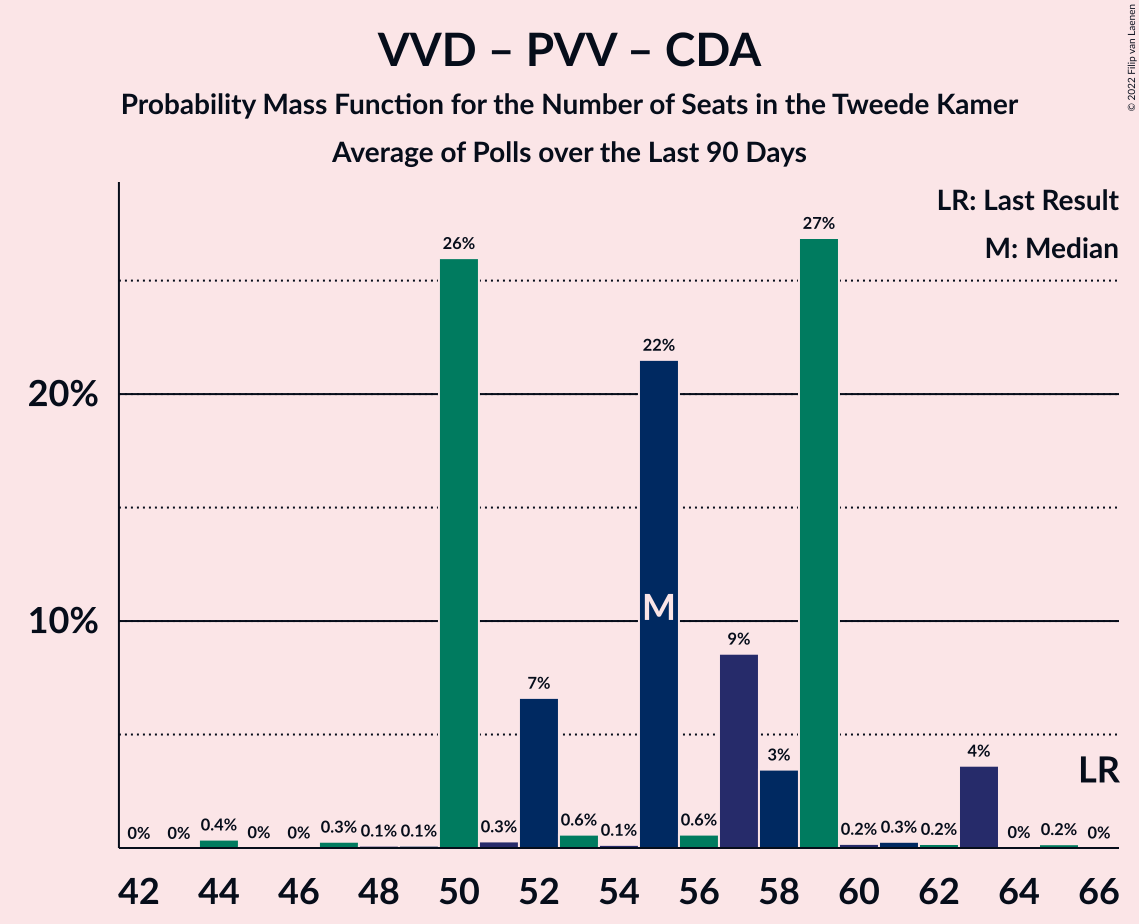 VVD – PVV – CDA
Probability Mass Function for the Number of Seats in the Tweede Kamer
Average of Polls over the Last 90 Days
© 2022 Filip van Laenen
LR: Last Result
M: Median
20%
10%
0% 0% 0.4% 0% 0% 0.3% 0.1% 0.1% 26% 0.3% 7% 0.6% 0.1% 22% 0.6% 9% 3% 27% 0.2% 0.3% 0.2% 4% 0% 0.2% 0%
M
LR
42 44 46 48 50 52 54 56 58 60 62 64 66